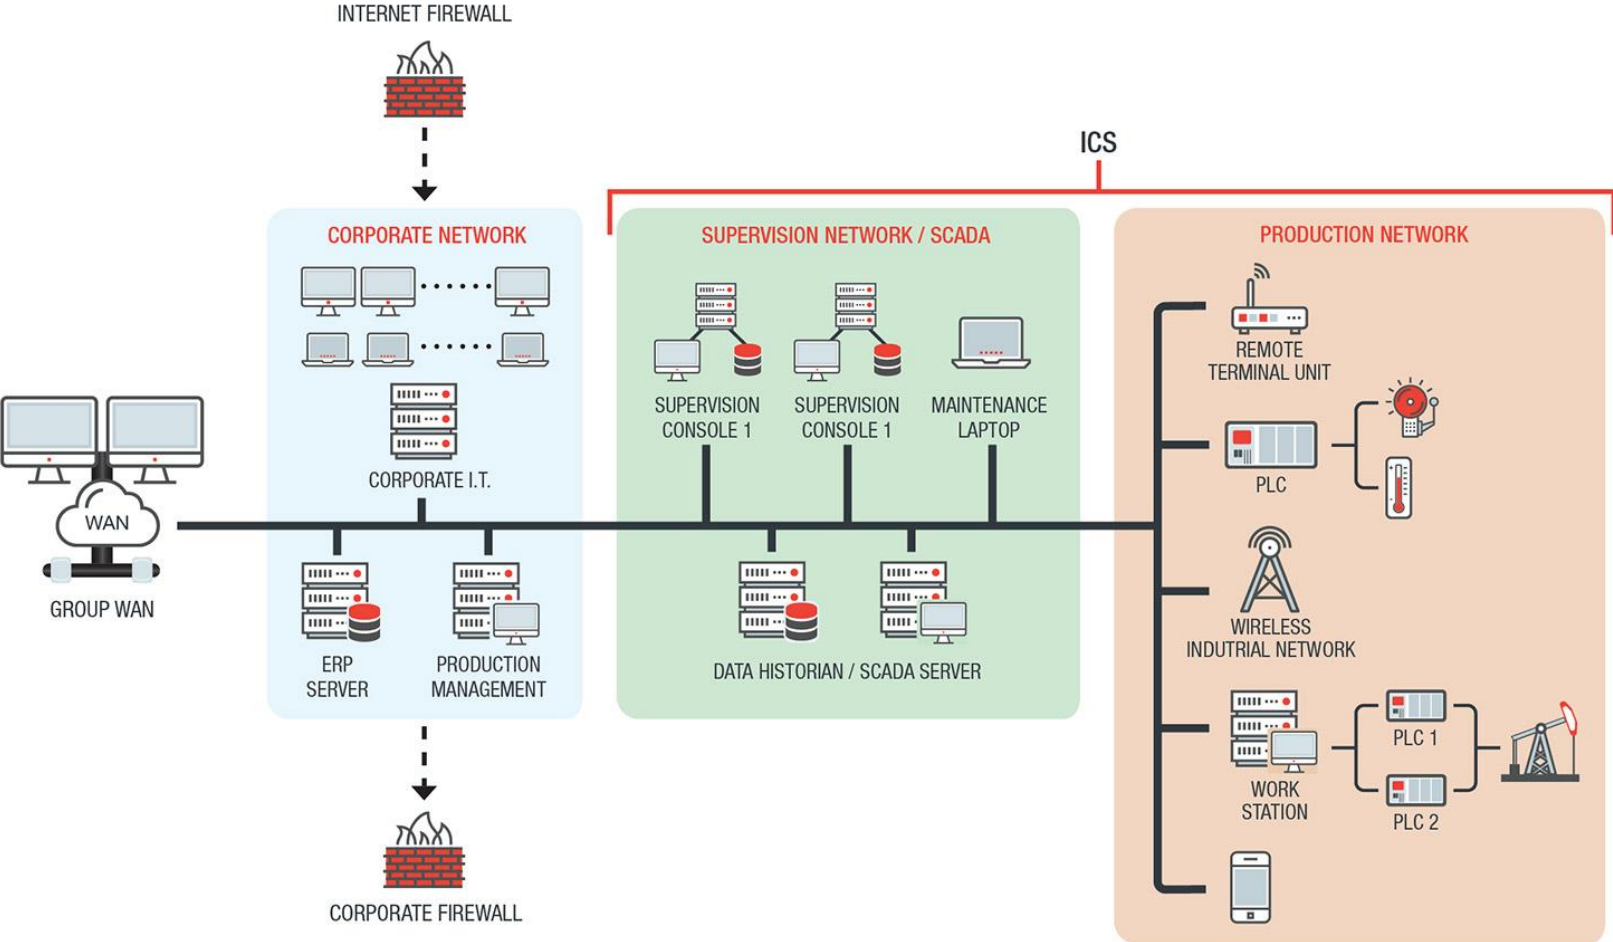 INTERNET FIREWALL
ICS
CORPORATE NETWORK
SUPERVISION NETWORK / SCADA
PRODUCTION NETWORK
REMOTE
TERMINAL UNIT
SUPERVISION
CONSOLE 1
SUPERVISION
CONSOLE 1
MAINTENANCE
LAPTOP
CORPORATE I.T.
PLC
WAN
GROUP WAN
WIRELESS
INDUTRIAL NETWORK
ERP
SERVER
PRODUCTION
MANAGEMENT
DATA HISTORIAN / SCADA SERVER
PLC 1
WORK
STATION
PLC 2
CORPORATE FIREWALL